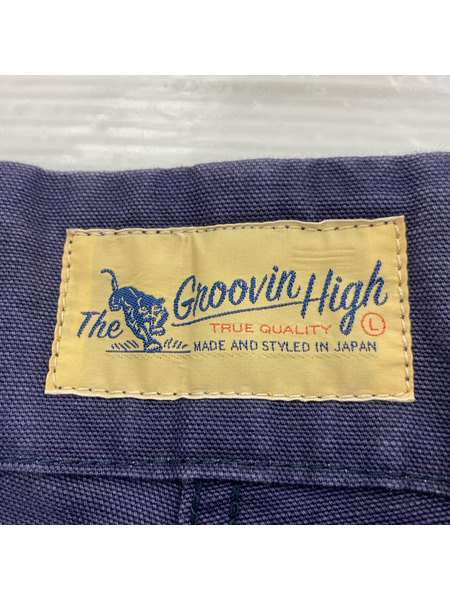 The Groovin High
TRUE QUALITY L
MADE AND STYLED IN JAPAN